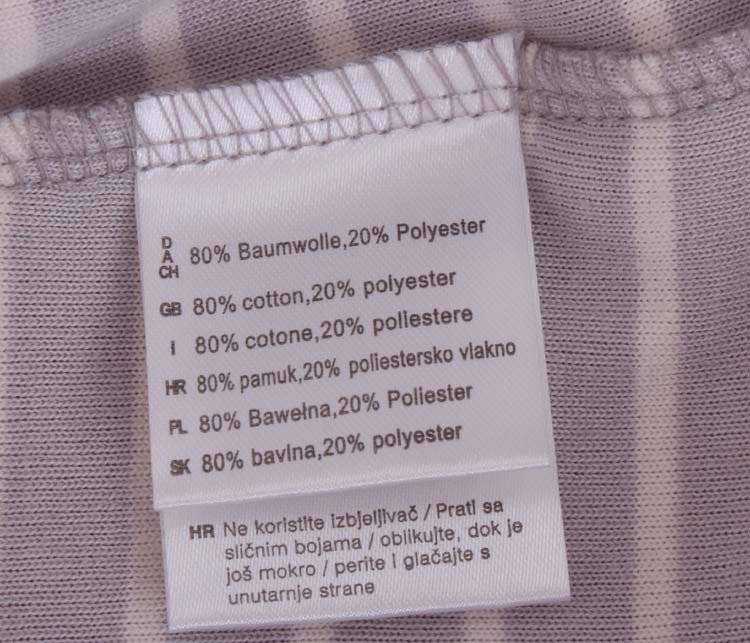 D
A
CH 80% Baumwolle,20% Polyester
GB 80% cotton,20% polyester
I 80% cotone,20% poliestere
HR 80% pamuk,20% poliestersko vlakno
PL 80% Bawełna,20% Poliester
SK 80% bavlna,20% polyester
HR Ne koristite izbjeljivač / Prati sa
sličnim bojama / oblikujte, dok je
još mokro / perite i glačajte s
unutarnje strane